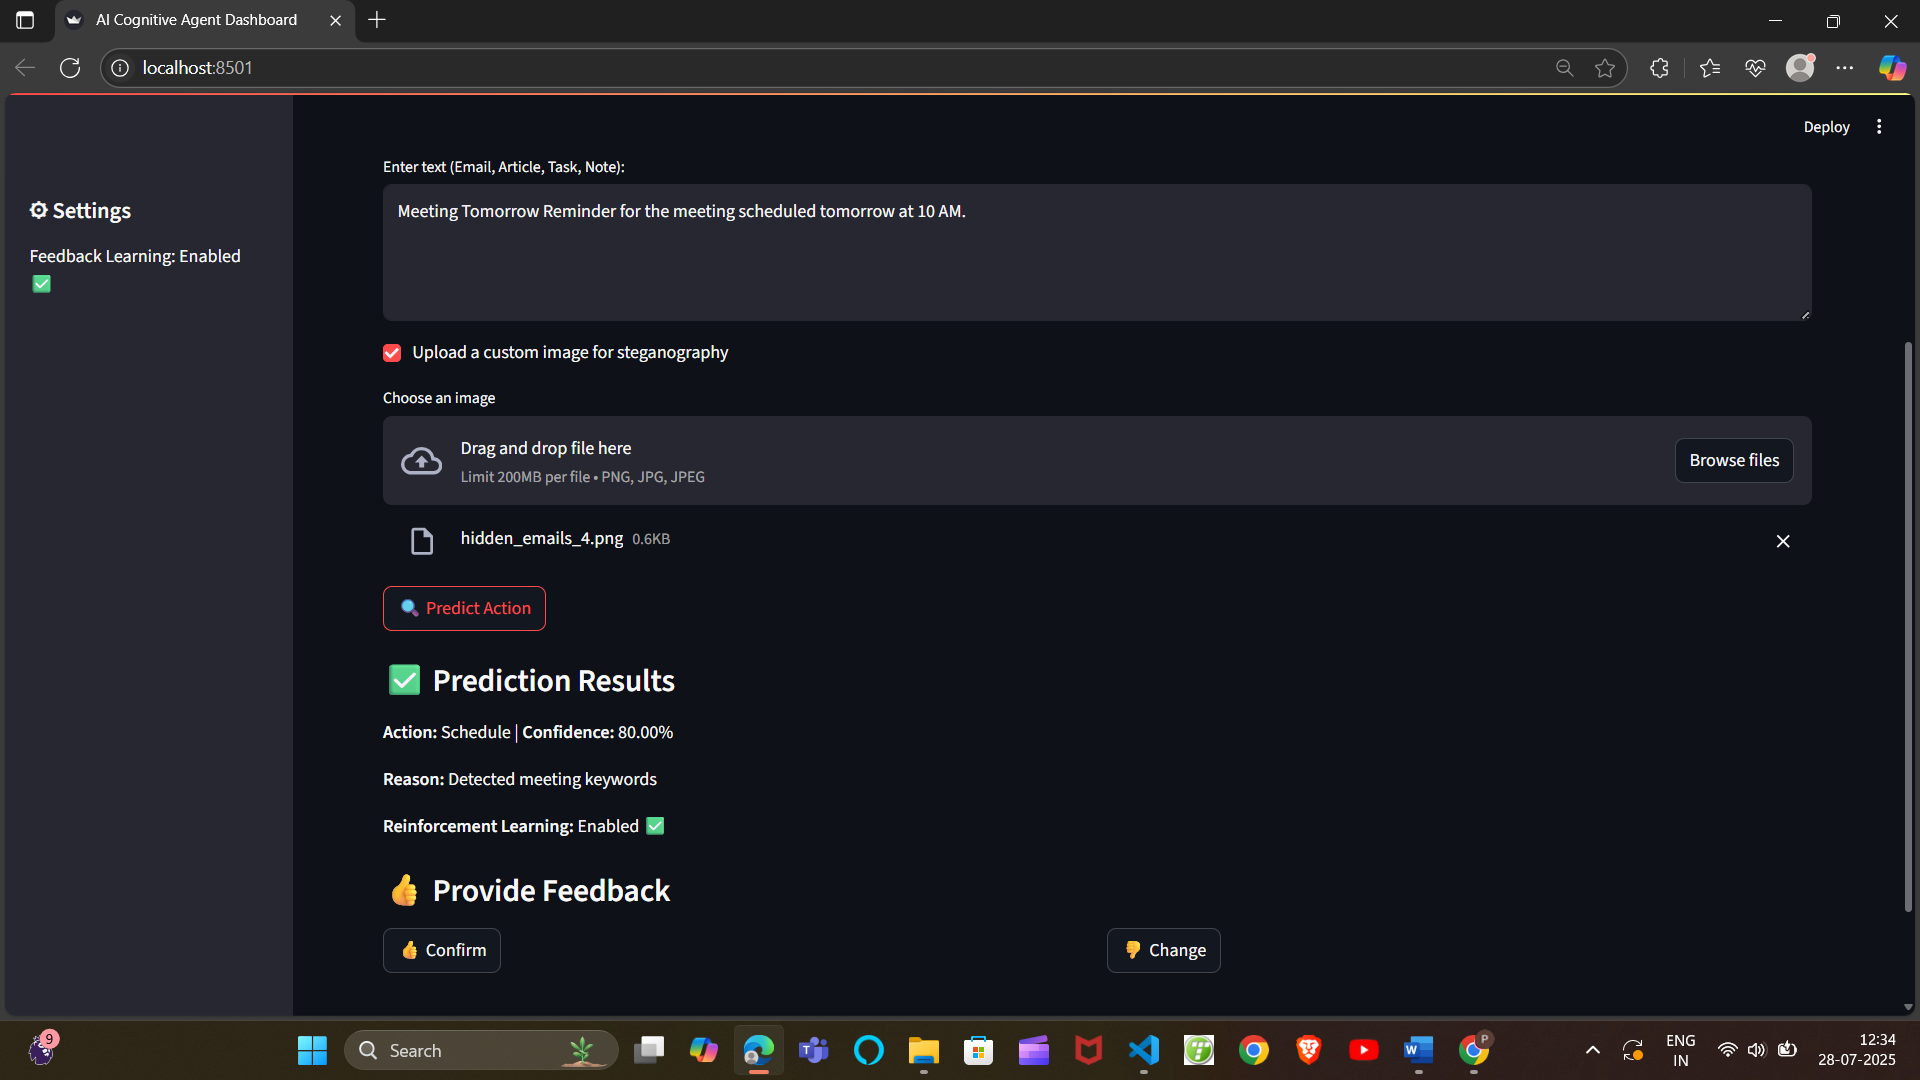 AI Cognitive Agent Dashboard
localhost:8501
Deploy
⚙ Settings
Feedback Learning: Enabled
✅
Enter text (Email, Article, Task, Note):
Meeting Tomorrow Reminder for the meeting scheduled tomorrow at 10 AM.
Upload a custom image for steganography
Choose an image
Drag and drop file here
Limit 200MB per file • PNG, JPG, JPEG
Browse files
hidden_emails_4.png 0.6KB
🔍 Predict Action
✅ Prediction Results
Action: Schedule | Confidence: 80.00%
Reason: Detected meeting keywords
Reinforcement Learning: Enabled ✅
👍 Provide Feedback
👍 Confirm
👎 Change
9
Search
W
P
ENG
IN
12:34
28-07-2025